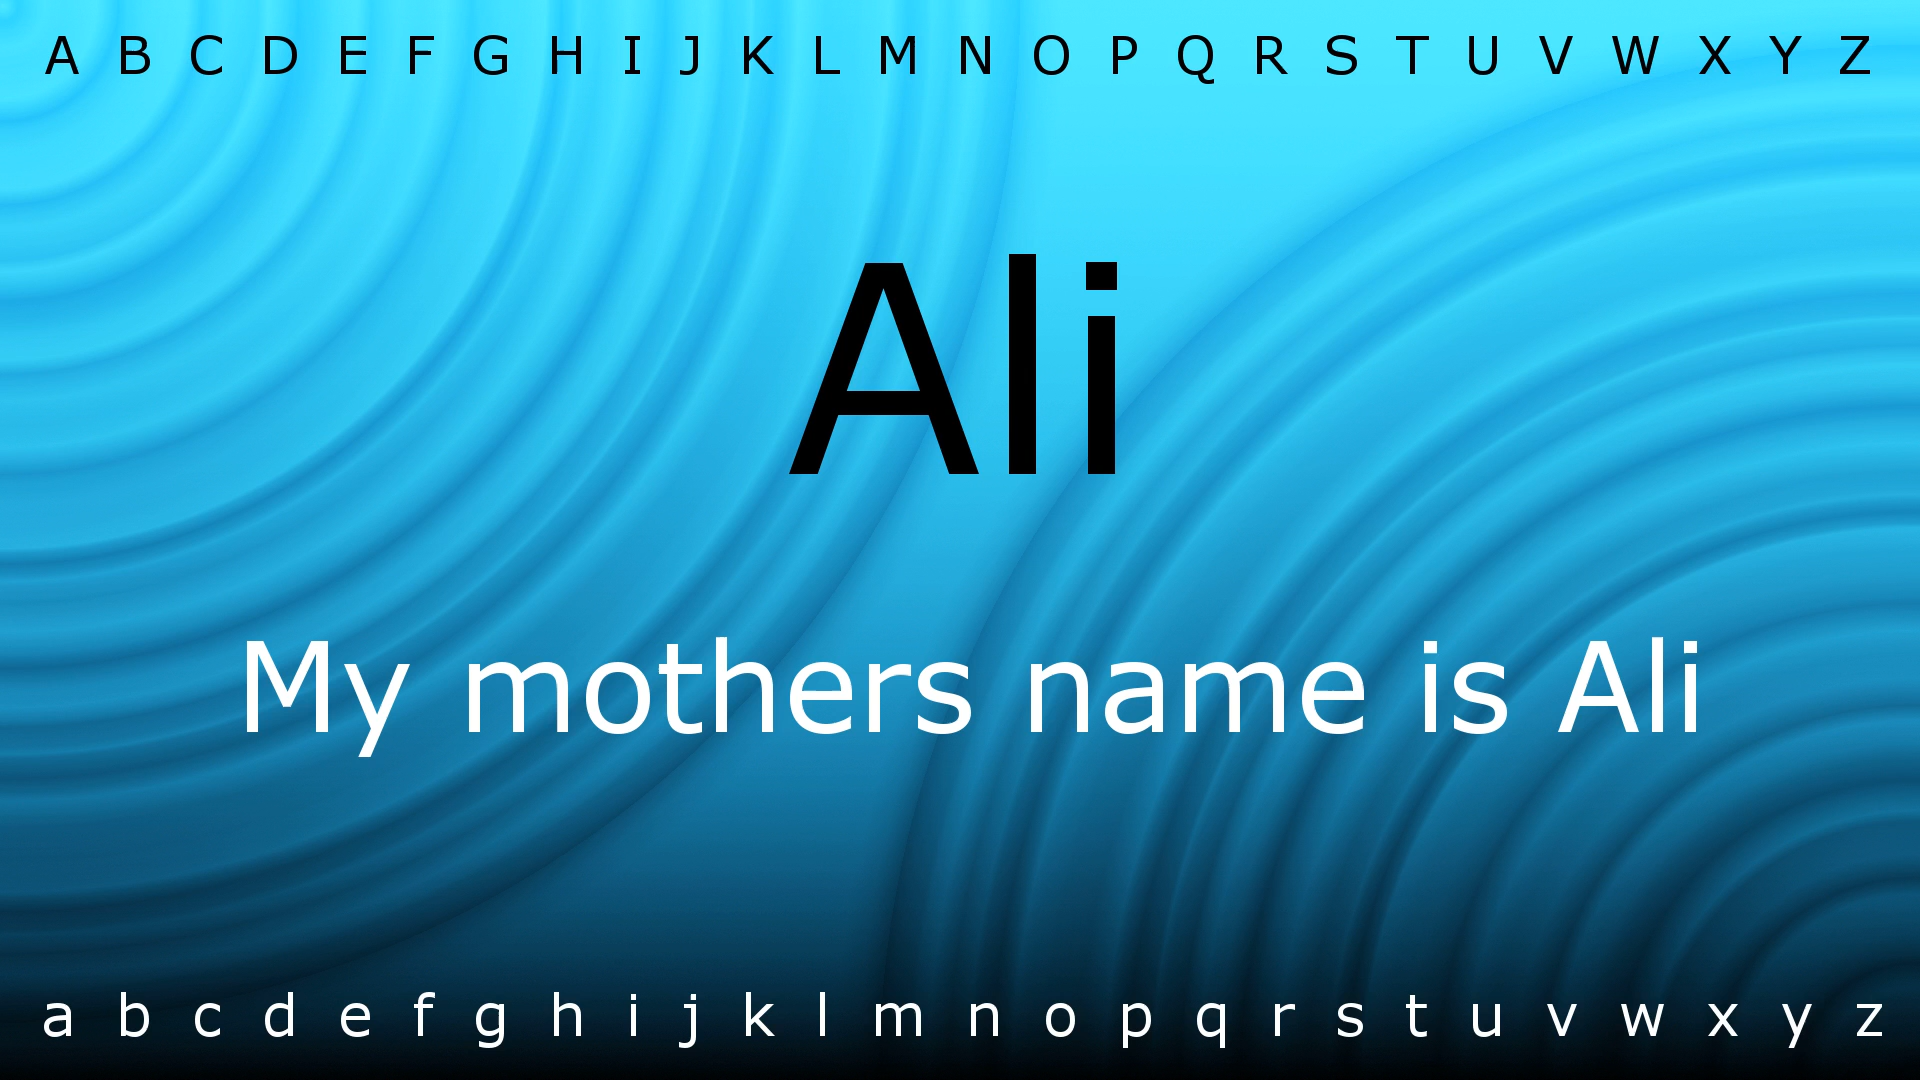 A B C D E F G H I J K L M N O P Q R S T U V W X Y Z
Ali
My mothers name is Ali
a b c d e f g h i j k l m n o p q r s t u v w x y z